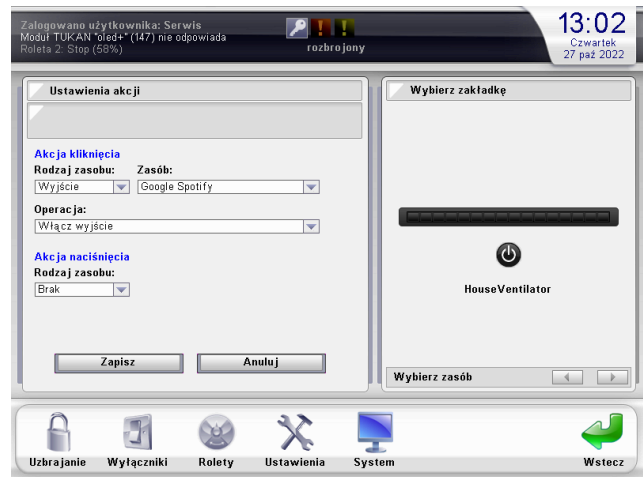 Zalogowano użytkownika: Serwis
Moduł TUKAN "oled+" (147) nie odpowiada
Roleta 2: Stop (58%)
rozbrojony
13:02
Czwartek
27 paź 2022
Ustawienia akcji
Akcja kliknięcia
Rodzaj zasobu: Zasób:
Wyjście Google Spotify
Operacja:
Włącz wyjście
Akcja naciśnięcia
Rodzaj zasobu:
Brak
Zapisz Anuluj
Wybierz zakładkę
HouseVentilator
Wybierz zasób
Uzbrajanie Wyłączniki Rolety Ustawienia System Wstecz